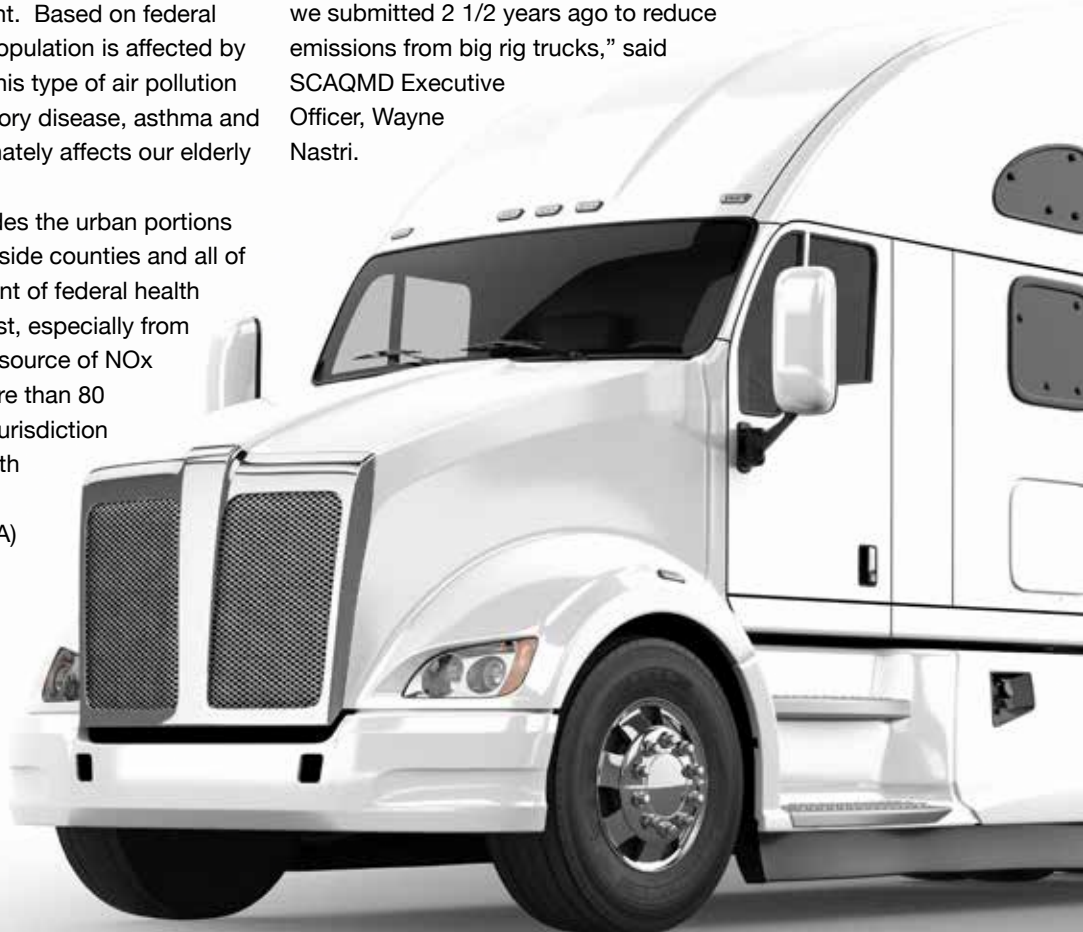 nt. Based on federal
opulation is affected by
his type of air pollution
ory disease, asthma and
nately affects our elderly
des the urban portions
side counties and all of
nt of federal health
st, especially from
source of NOx
re than 80
urisdiction
th
A)
we submitted 2 1/2 years ago to reduce
emissions from big rig trucks,” said
SCAQMD Executive
Officer, Wayne
Nastri.